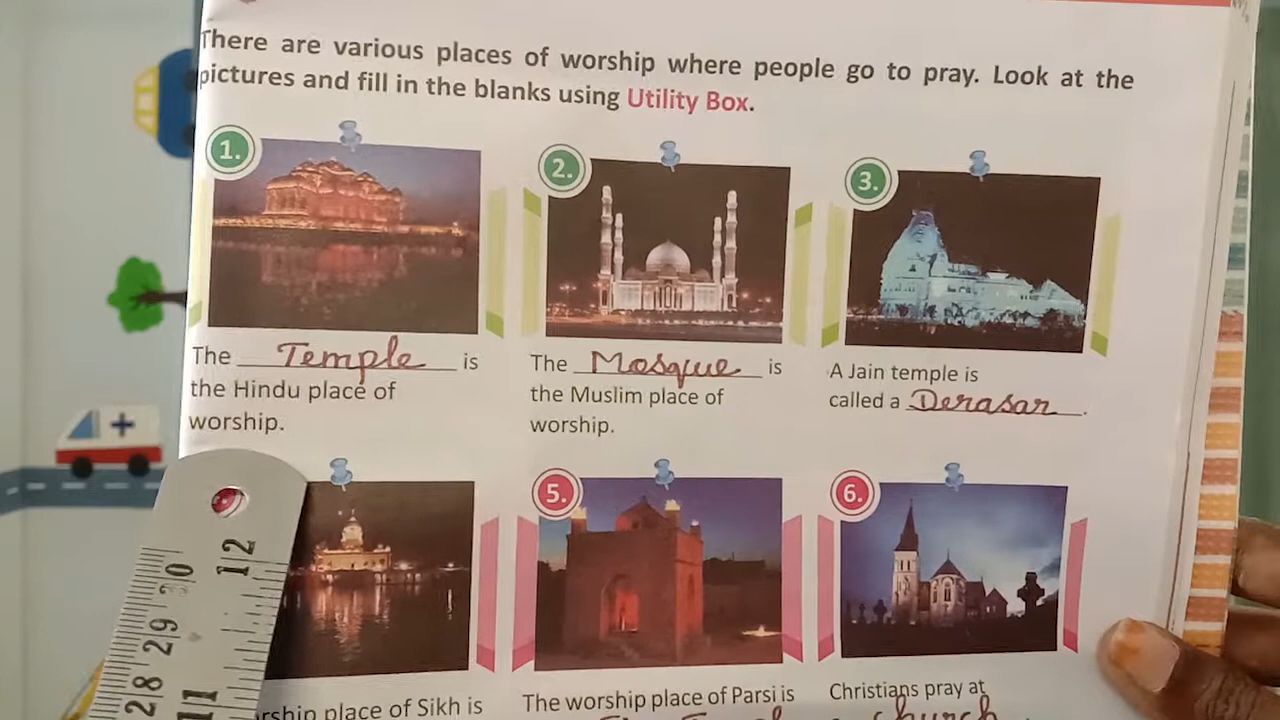 There are various places of worship where people go to pray. Look at the
pictures and fill in the blanks using Utility Box.
1.
2.
3.
The Temple is
the Hindu place of
worship.
The Mosque is
the Muslim place of
worship.
A Jain temple is
called a Derasar.
5.
6.
place of Sikh is
The worship place of Parsi is
Christians pray at
church
12
11
30
29
28